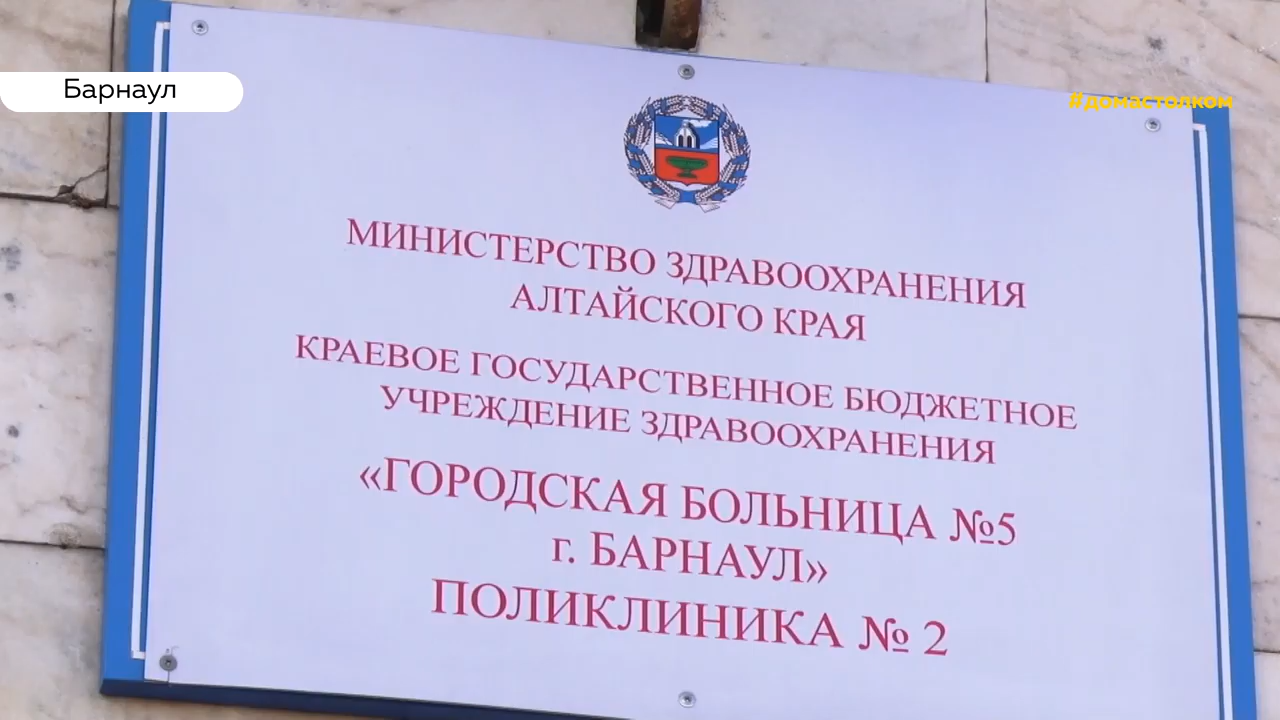 Барнаул
#домастолком
МИНИСТЕРСТВО ЗДРАВООХРАНЕНИЯ
АЛТАЙСКОГО КРАЯ
КРАЕВОЕ ГОСУДАРСТВЕННОЕ БЮДЖЕТНОЕ
УЧРЕЖДЕНИЕ ЗДРАВООХРАНЕНИЯ
«ГОРОДСКАЯ БОЛЬНИЦА №5
г. БАРНАУЛ»
ПОЛИКЛИНИКА № 2